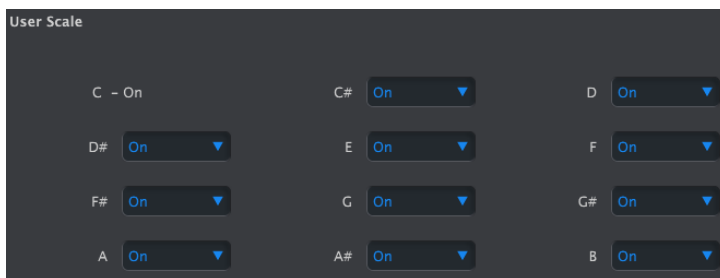 User Scale
C – On C# On D On
D# On E On F On
F# On G On G# On
A On A# On B On